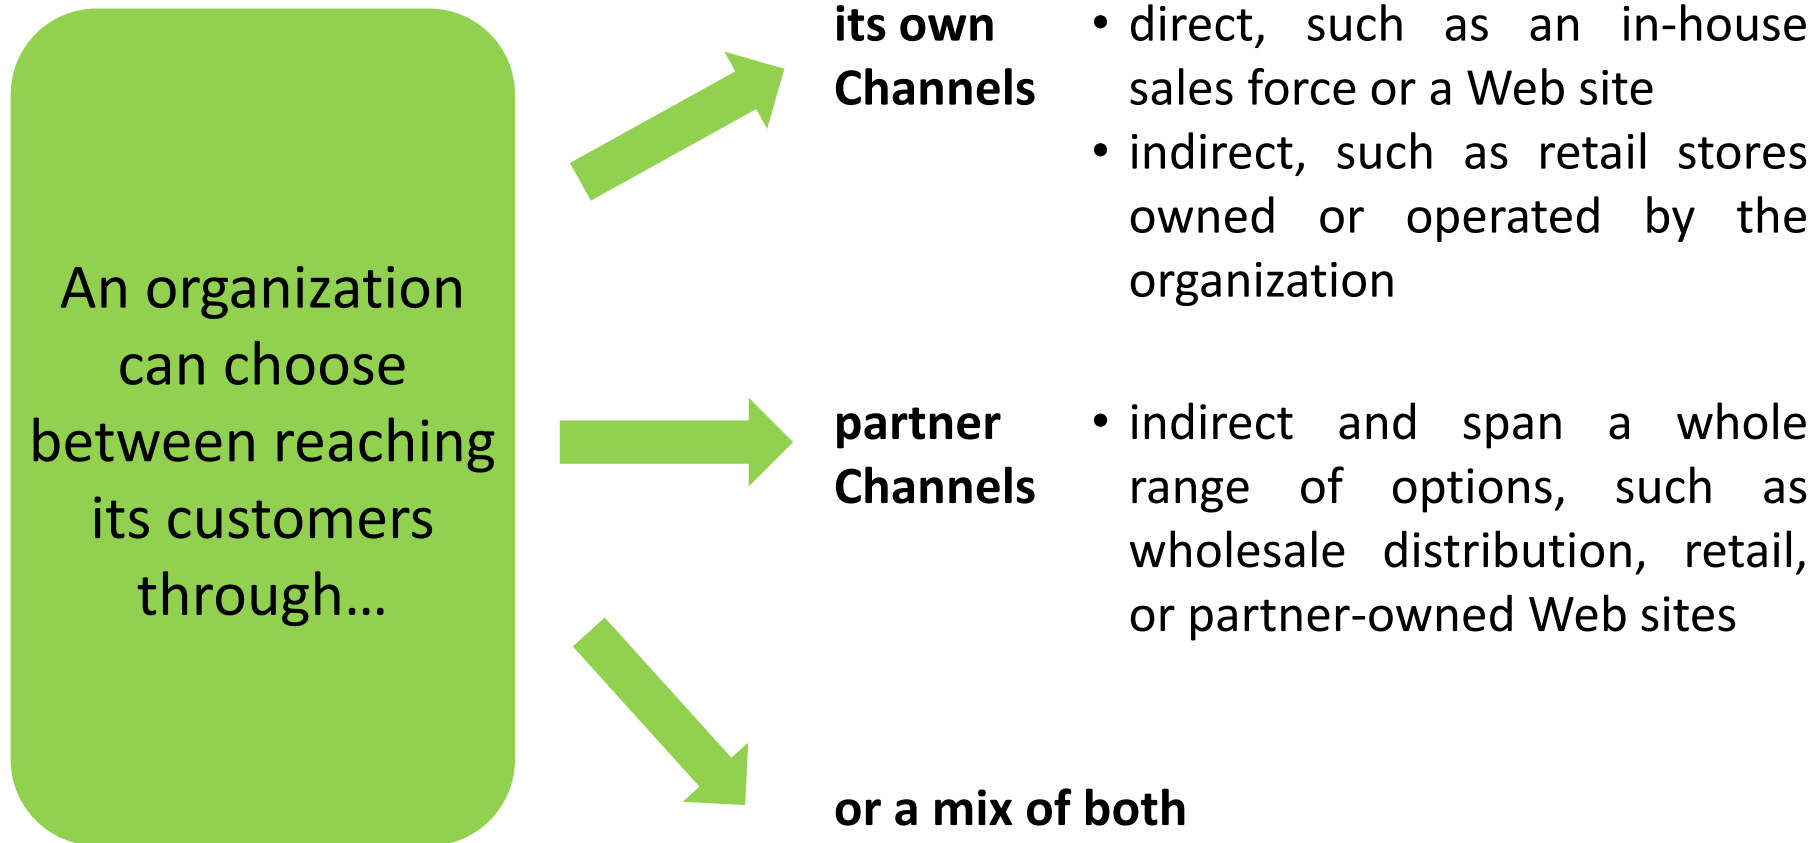 An organization
can choose
between reaching
its customers
through...
its own
Channels
• direct, such as an in-house
sales force or a Web site
• indirect, such as retail stores
owned or operated by the
organization
partner
Channels
• indirect and span a whole
range of options, such as
wholesale distribution, retail,
or partner-owned Web sites
or a mix of both